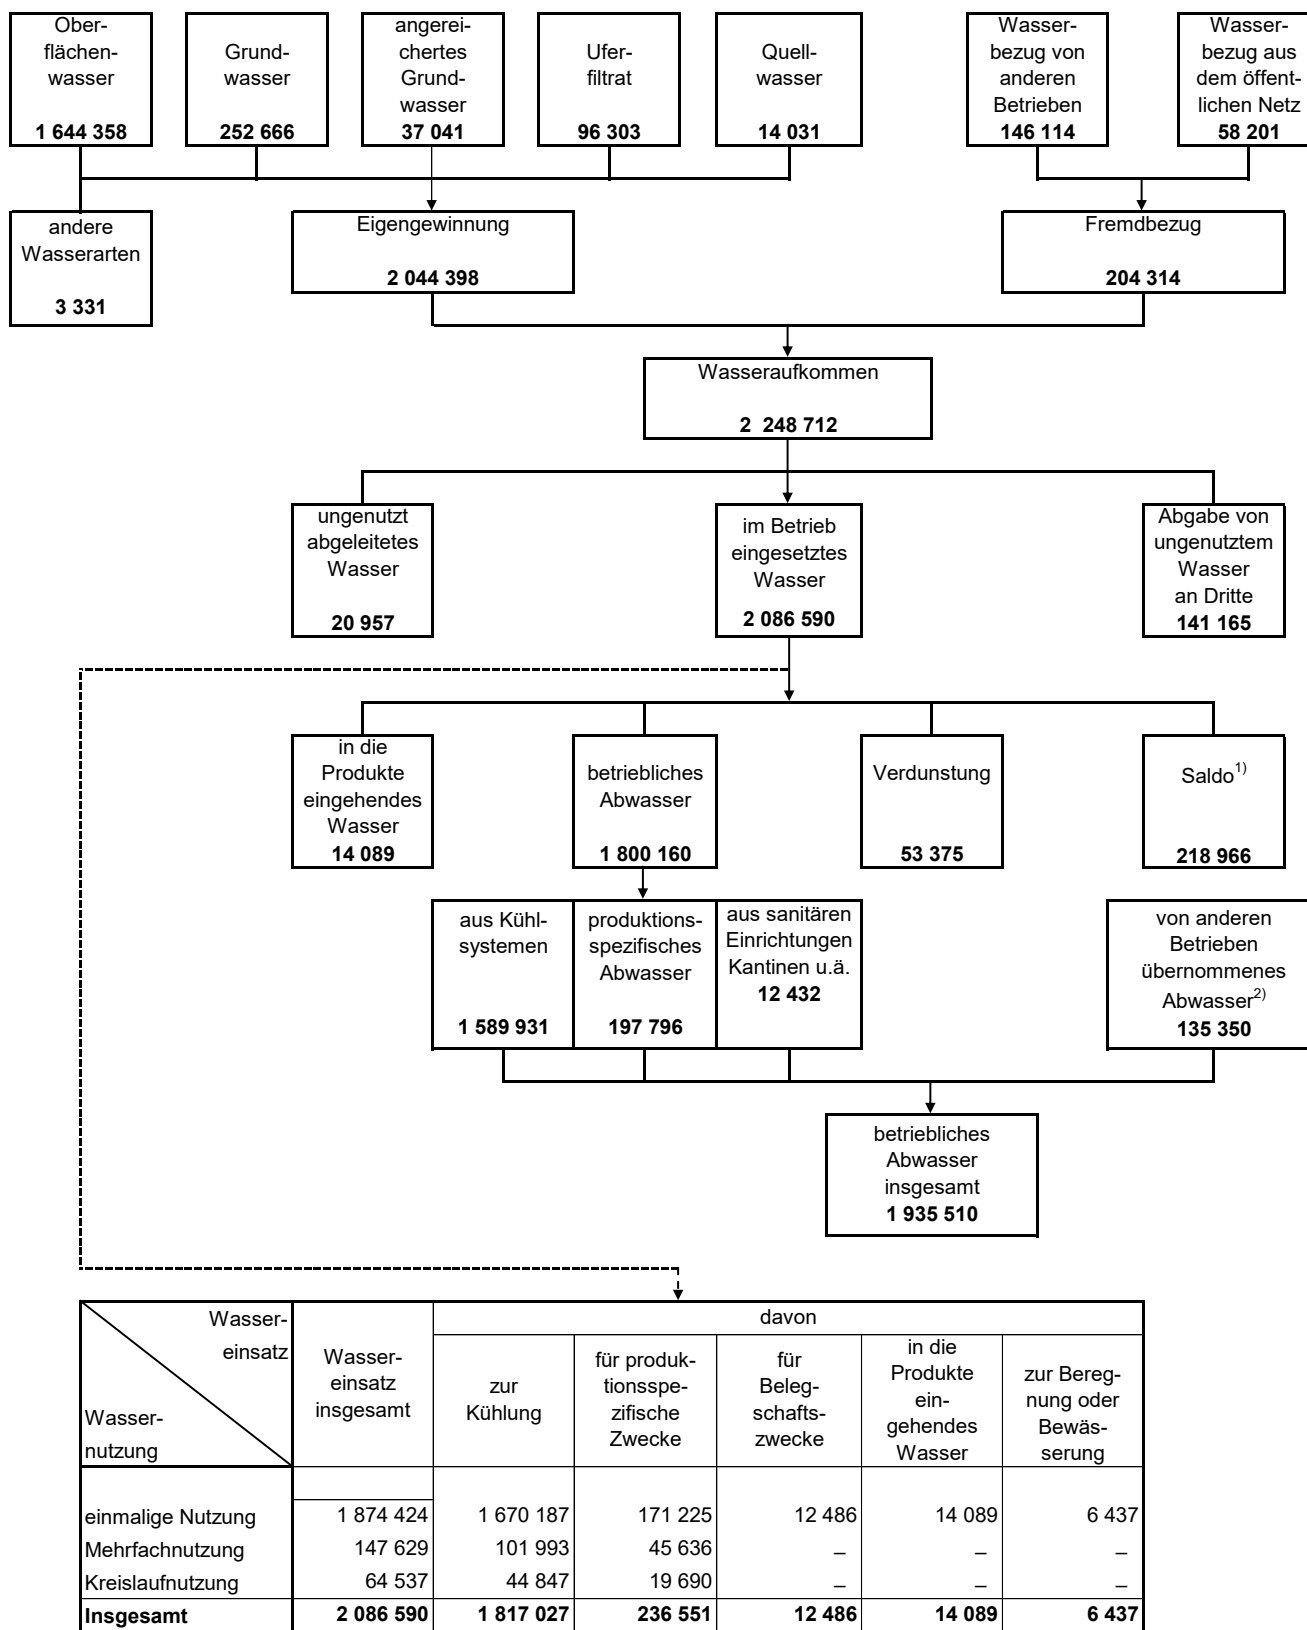 Ober-
flächen-
wasser
1 644 358
Grund-
wasser
252 666
angerei-
chertes
Grund-
wasser
37 041
Ufer-
filtrat
96 303
Quell-
wasser
14 031
Wasser-
bezug von
anderen
Betrieben
146 114
Wasser-
bezug aus
dem öffent-
lichen Netz
58 201
andere
Wasserarten
3 331
Eigengewinnung
2 044 398
Fremdbezug
204 314
Wasseraufkommen
2 248 712
ungenutzt
abgeleitetes
Wasser
20 957
im Betrieb
eingesetztes
Wasser
2 086 590
Abgabe von
ungenutztem
Wasser
an Dritte
141 165
in die
Produkte
eingehendes
Wasser
14 089
betriebliches
Abwasser
1 800 160
Verdunstung
53 375
Saldo1)
218 966
aus Kühl-
systemen
1 589 931
produktions-
spezifisches
Abwasser
197 796
aus sanitären
Einrichtungen
Kantinen u.ä.
12 432
von anderen
Betrieben
übernommenes
Abwasser2)
135 350
betriebliches
Abwasser
insgesamt
1 935 510
Wasser-
einsatz
Wasser-
nutzung
Wasser-
einsatz
insgesamt
davon
zur
Kühlung
für produk-
tionsspe-
zifische
Zwecke
für
Beleg-
schafts-
zwecke
in die
Produkte
ein-
gehendes
Wasser
zur Bereg-
nung oder
Bewäs-
serung
einmalige Nutzung 1 874 424 1 670 187 171 225 12 486 14 089 6 437
Mehrfachnutzung 147 629 101 993 45 636 – – –
Kreislaufnutzung 64 537 44 847 19 690 – – –
Insgesamt 2 086 590 1 817 027 236 551 12 486 14 089 6 437